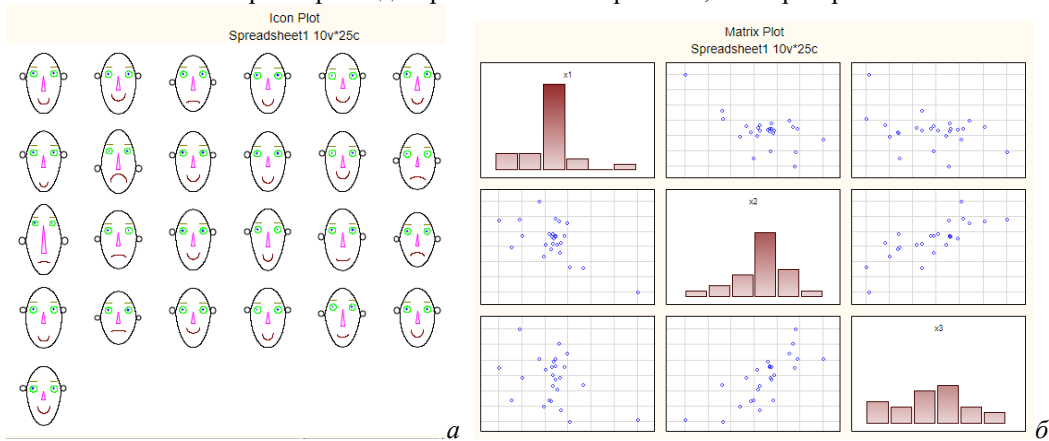 Icon Plot
Spreadsheet1 10v*25c
а
Matrix Plot
Spreadsheet1 10v*25c
x1
x2
x3
б